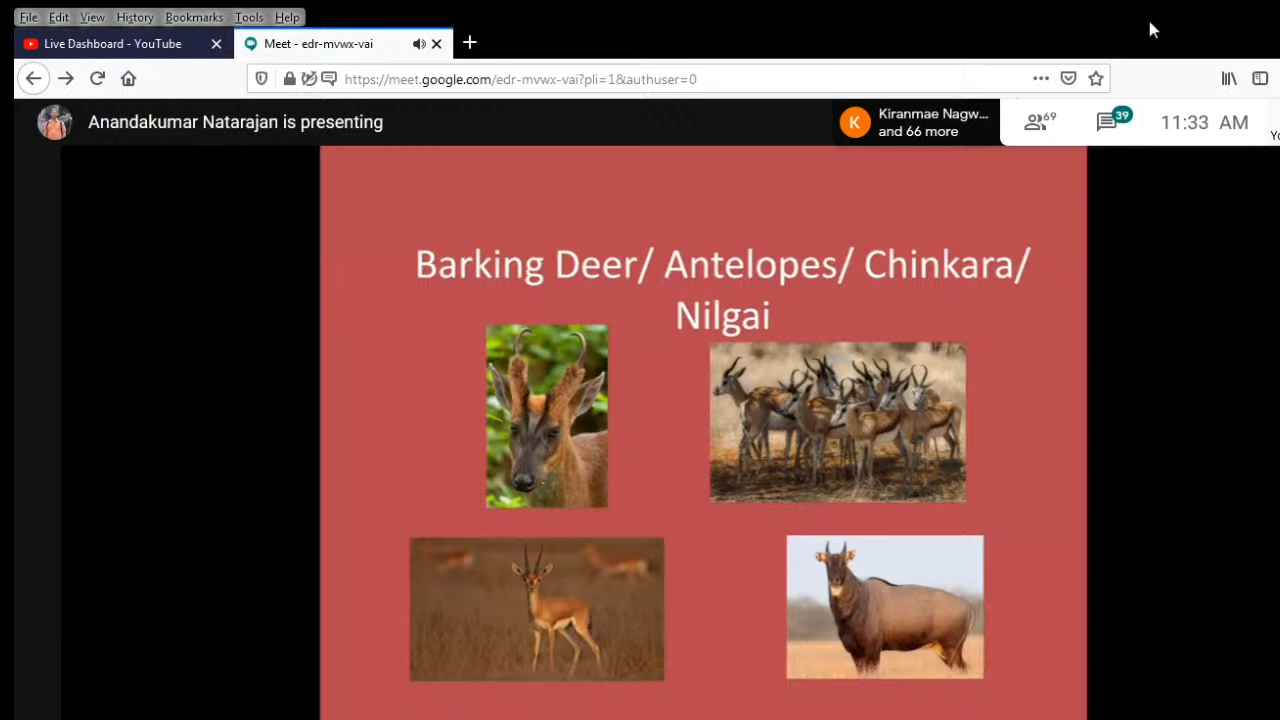 File Edit View History Bookmarks Tools Help
Live Dashboard - YouTube
Meet - edr-mvwx-vai
https://meet.google.com/edr-mvwx-vai?pli=1&authuser=0
Anandakumar Natarajan is presenting
K
Kiranmae Nagw...
and 66 more
69
39
11:33 AM
Barking Deer/ Antelopes/ Chinkara/
Nilgai